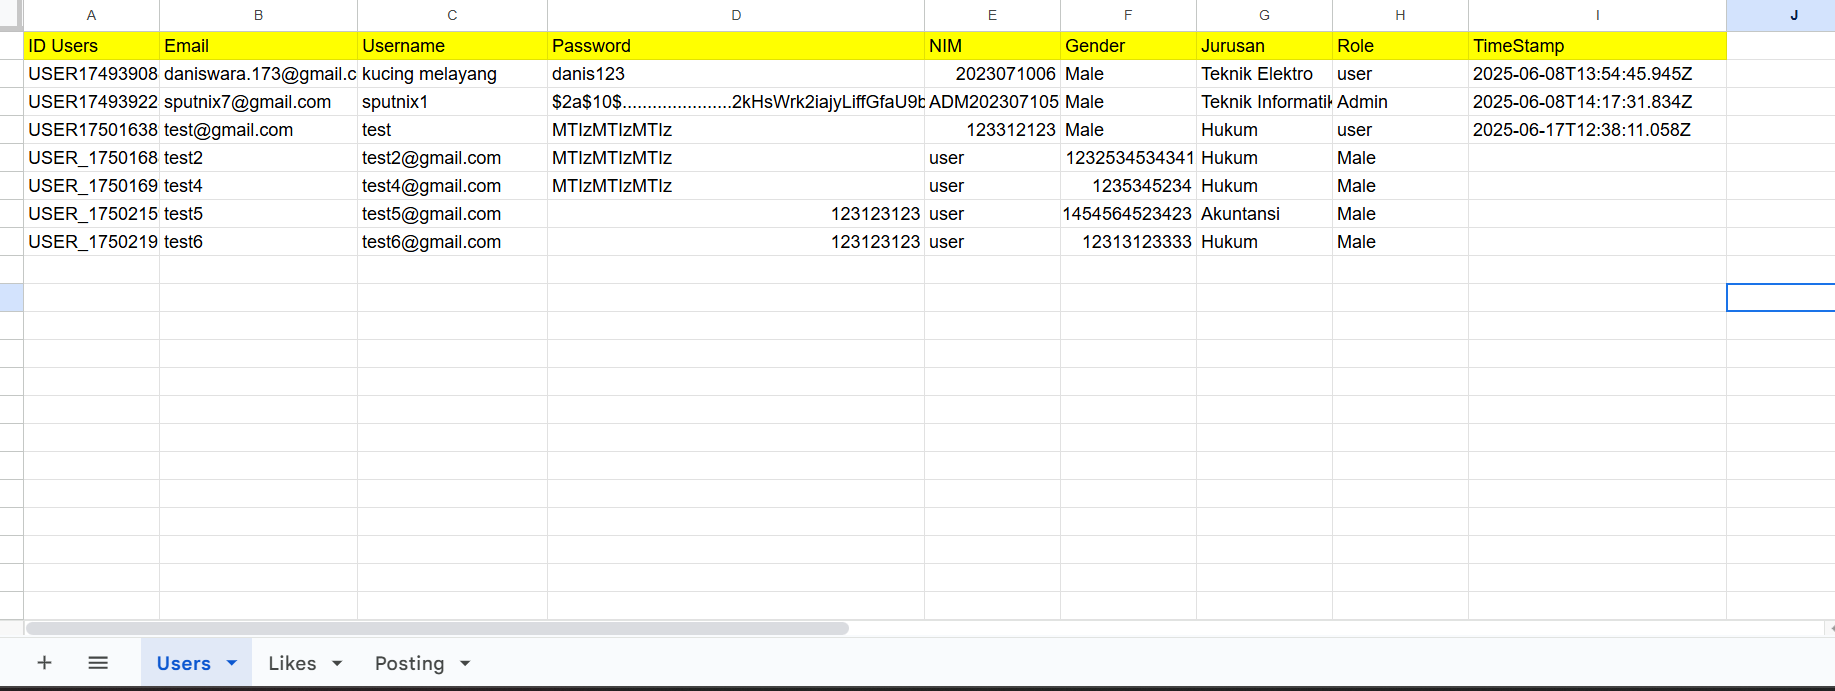 A B C D E F G H I J
ID Users Email Username Password NIM Gender Jurusan Role TimeStamp
USER17493908 daniswara.173@gmail.c kucing melayang danis123 2023071006 Male Teknik Elektro user 2025-06-08T13:54:45.945Z
USER17493922 sputnix7@gmail.com sputnix1 $2a$10$......................2kHsWrk2iajyLiffGfaU9b ADM202307105 Male Teknik Informatik Admin 2025-06-08T14:17:31.834Z
USER17501638 test@gmail.com test MTIzMTIzMTIz 123312123 Male Hukum user 2025-06-17T12:38:11.058Z
USER_1750168 test2 test2@gmail.com MTIzMTIzMTIz user 1232534534341 Hukum Male
USER_1750169 test4 test4@gmail.com MTIzMTIzMTIz user 1235345234 Hukum Male
USER_1750215 test5 test5@gmail.com 123123123 user 1454564523423 Akuntansi Male
USER_1750219 test6 test6@gmail.com 123123123 user 12313123333 Hukum Male
Users Likes Posting